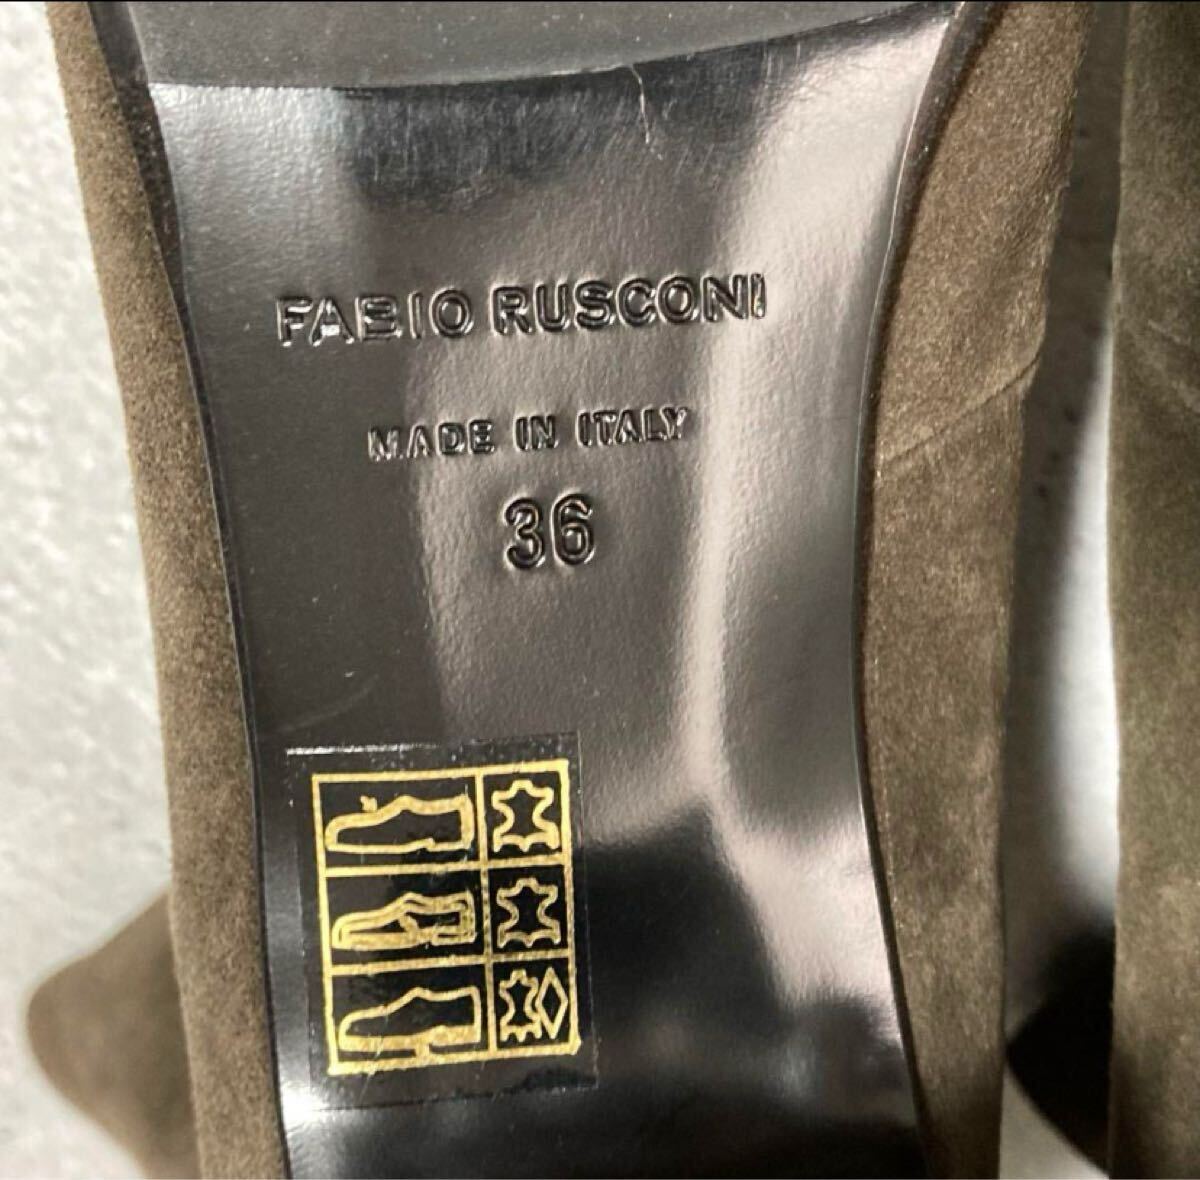 FABIO RUSCONI
MADE IN ITALY
36